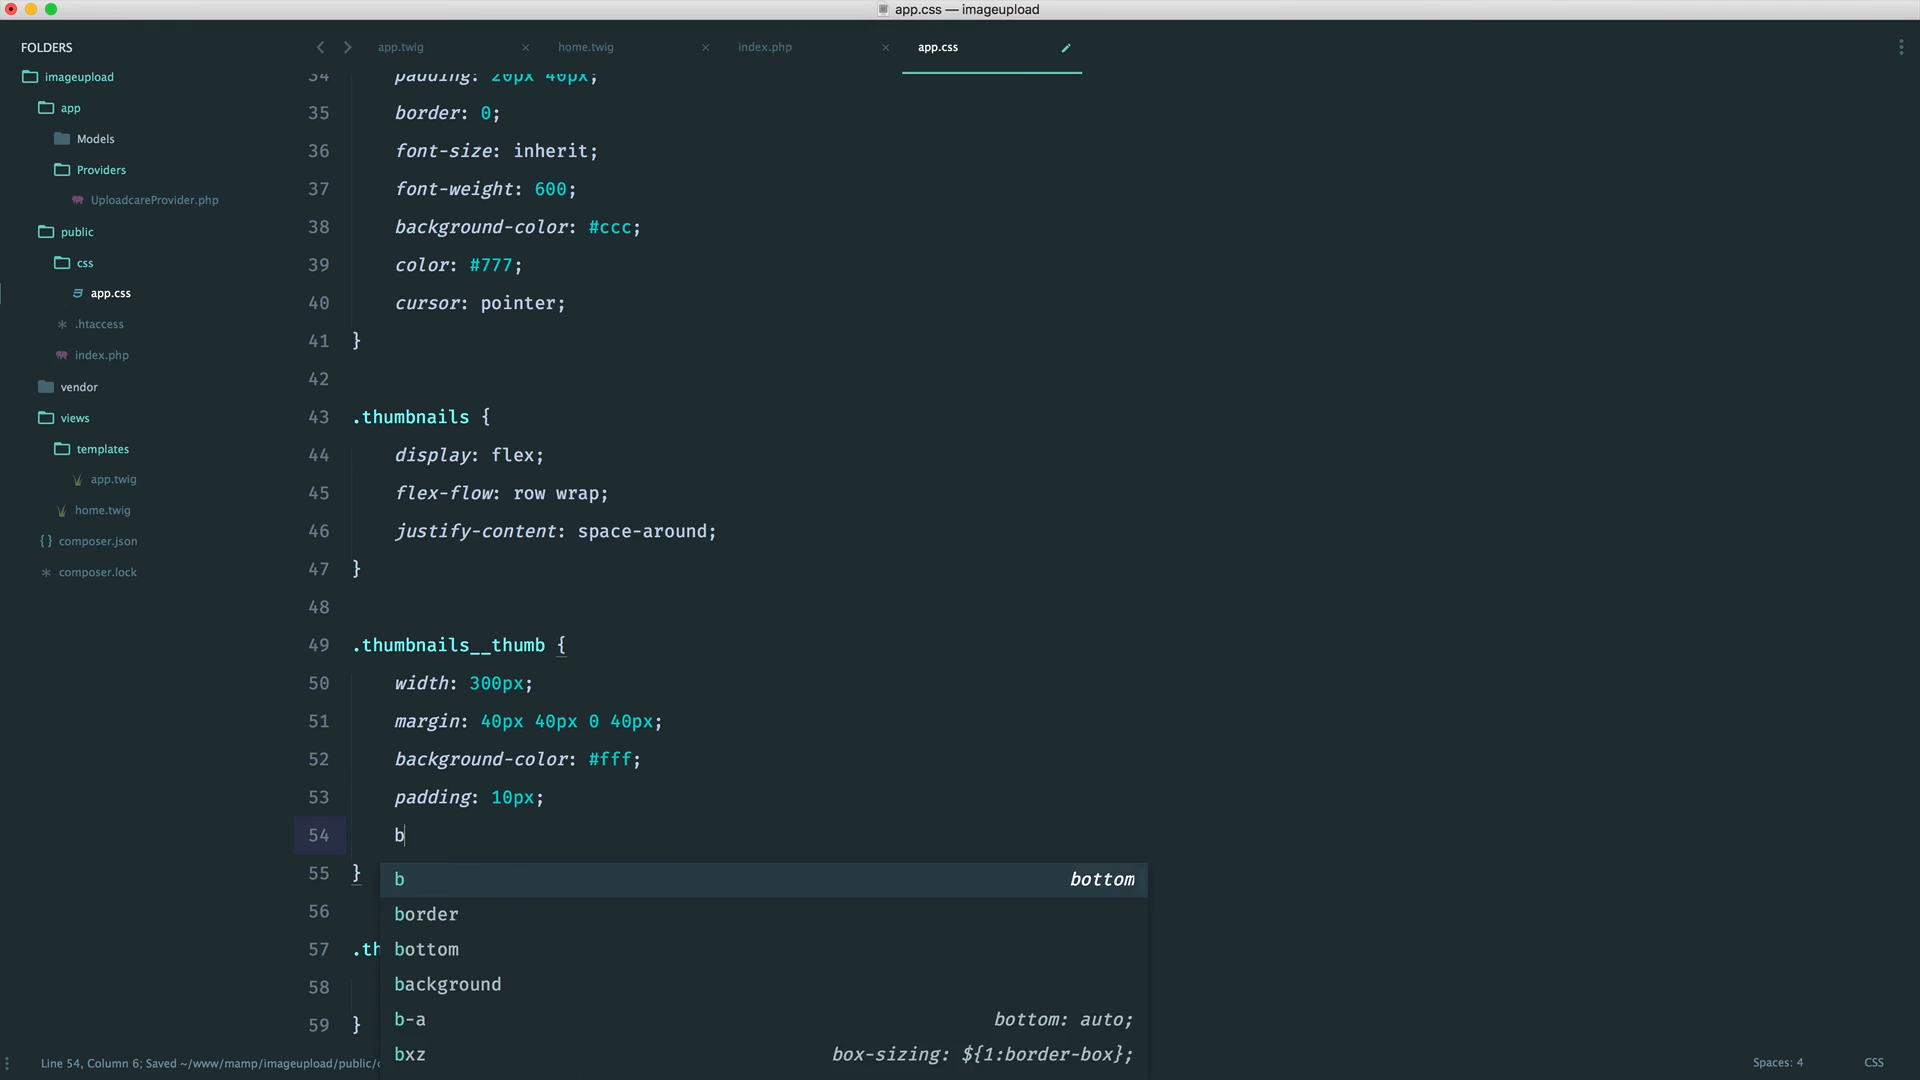 app.css — imageupload
FOLDERS
imageupload
app
Models
Providers
UploadcareProvider.php
public
css
app.css
.htaccess
index.php
vendor
views
templates
app.twig
home.twig
composer.json
composer.lock
app.twig
home.twig
index.php
app.css
34 padding: 20px 40px;
35 border: 0;
36 font-size: inherit;
37 font-weight: 600;
38 background-color: #ccc;
39 color: #777;
40 cursor: pointer;
41 }
42
43 .thumbnails {
44 display: flex;
45 flex-flow: row wrap;
46 justify-content: space-around;
47 }
48
49 .thumbnails__thumb {
50 width: 300px;
51 margin: 40px 40px 0 40px;
52 background-color: #fff;
53 padding: 10px;
54 b
55 }
56
57 .th
58
59 }
b bottom
border
bottom
background
b-a bottom: auto;
bxz box-sizing: ${1:border-box};
Line 54, Column 6; Saved ~/www/mamp/imageupload/public/
Spaces: 4
CSS